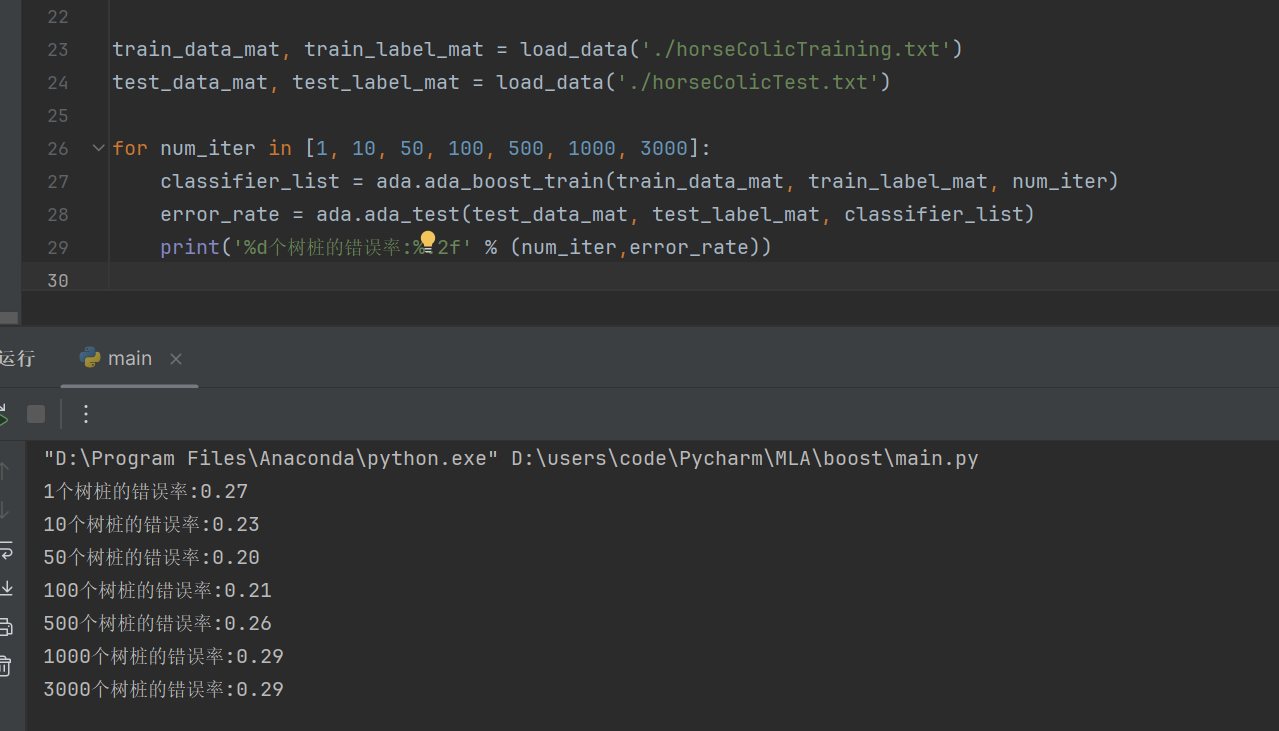 22
23 train_data_mat, train_label_mat = load_data('./horseColicTraining.txt')
24 test_data_mat, test_label_mat = load_data('./horseColicTest.txt')
25
26 for num_iter in [1, 10, 50, 100, 500, 1000, 3000]:
27 classifier_list = ada.ada_boost_train(train_data_mat, train_label_mat, num_iter)
28 error_rate = ada.ada_test(test_data_mat, test_label_mat, classifier_list)
29 print('%d个树桩的错误率:%.2f' % (num_iter,error_rate))
30
运行 main
"D:\Program Files\Anaconda\python.exe" D:\users\code\Pycharm\MLA\boost\main.py
1个树桩的错误率:0.27
10个树桩的错误率:0.23
50个树桩的错误率:0.20
100个树桩的错误率:0.21
500个树桩的错误率:0.26
1000个树桩的错误率:0.29
3000个树桩的错误率:0.29